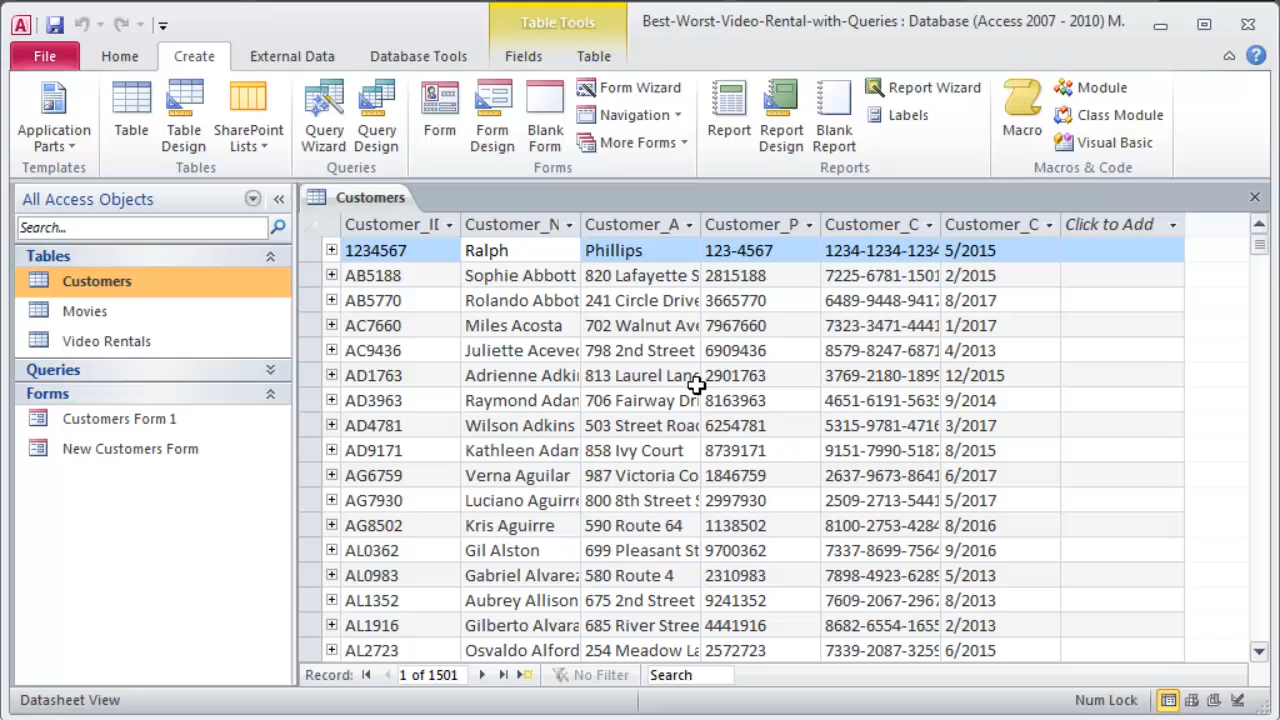 Table Tools
Best-Worst-Video-Rental-with-Queries : Database (Access 2007 - 2010) M.
File Home Create External Data Database Tools Fields Table
Application Parts
Table
Table Design
SharePoint Lists
Query Wizard
Query Design
Form
Form Design
Blank Form
Form Wizard
Navigation
More Forms
Report
Report Design
Blank Report
Report Wizard
Labels
Macro
Module
Class Module
Visual Basic
Templates Tables Queries Forms Reports Macros & Code
All Access Objects
Search...
Tables
Customers
Movies
Video Rentals
Queries
Forms
Customers Form 1
New Customers Form
Customers
Customer_II Customer_N Customer_A Customer_P Customer_C Customer_C Click to Add
1234567 Ralph Phillips 123-4567 1234-1234-1234 5/2015
AB5188 Sophie Abbott 820 Lafayette S 2815188 7225-6781-1501 2/2015
AB5770 Rolando Abbot 241 Circle Drive 3665770 6489-9448-9417 8/2017
AC7660 Miles Acosta 702 Walnut Ave 7967660 7323-3471-4441 1/2017
AC9436 Juliette Aceved 798 2nd Street 6909436 8579-8247-6871 4/2013
AD1763 Adrienne Adki 813 Laurel Lane 2901763 3769-2180-1899 12/2015
AD3963 Raymond Adan 706 Fairway Dri 8163963 4651-6191-5635 9/2014
AD4781 Wilson Adkins 503 Street Road 6254781 5315-9781-4716 3/2017
AD9171 Kathleen Adam 858 Ivy Court 8739171 9151-7990-5187 8/2015
AG6759 Verna Aguilar 987 Victoria Co 1846759 2637-9673-8641 6/2017
AG7930 Luciano Aguirre 800 8th Street S 2997930 2509-2713-5441 5/2017
AG8502 Kris Aguirre 590 Route 64 1138502 8100-2753-4284 8/2016
AL0362 Gil Alston 699 Pleasant St 9700362 7337-8699-7564 9/2016
AL0983 Gabriel Alvarez 580 Route 4 2310983 7898-4923-6289 5/2013
AL1352 Aubrey Allison 675 2nd Street 9241352 7609-2067-2967 8/2013
AL1916 Gilberto Alvara 685 River Stree 4441916 8682-6554-1655 2/2013
AL2723 Osvaldo Alford 254 Meadow La 2572723 7339-2087-3259 6/2015
Record: 1 of 1501 No Filter Search
Datasheet View Num Lock